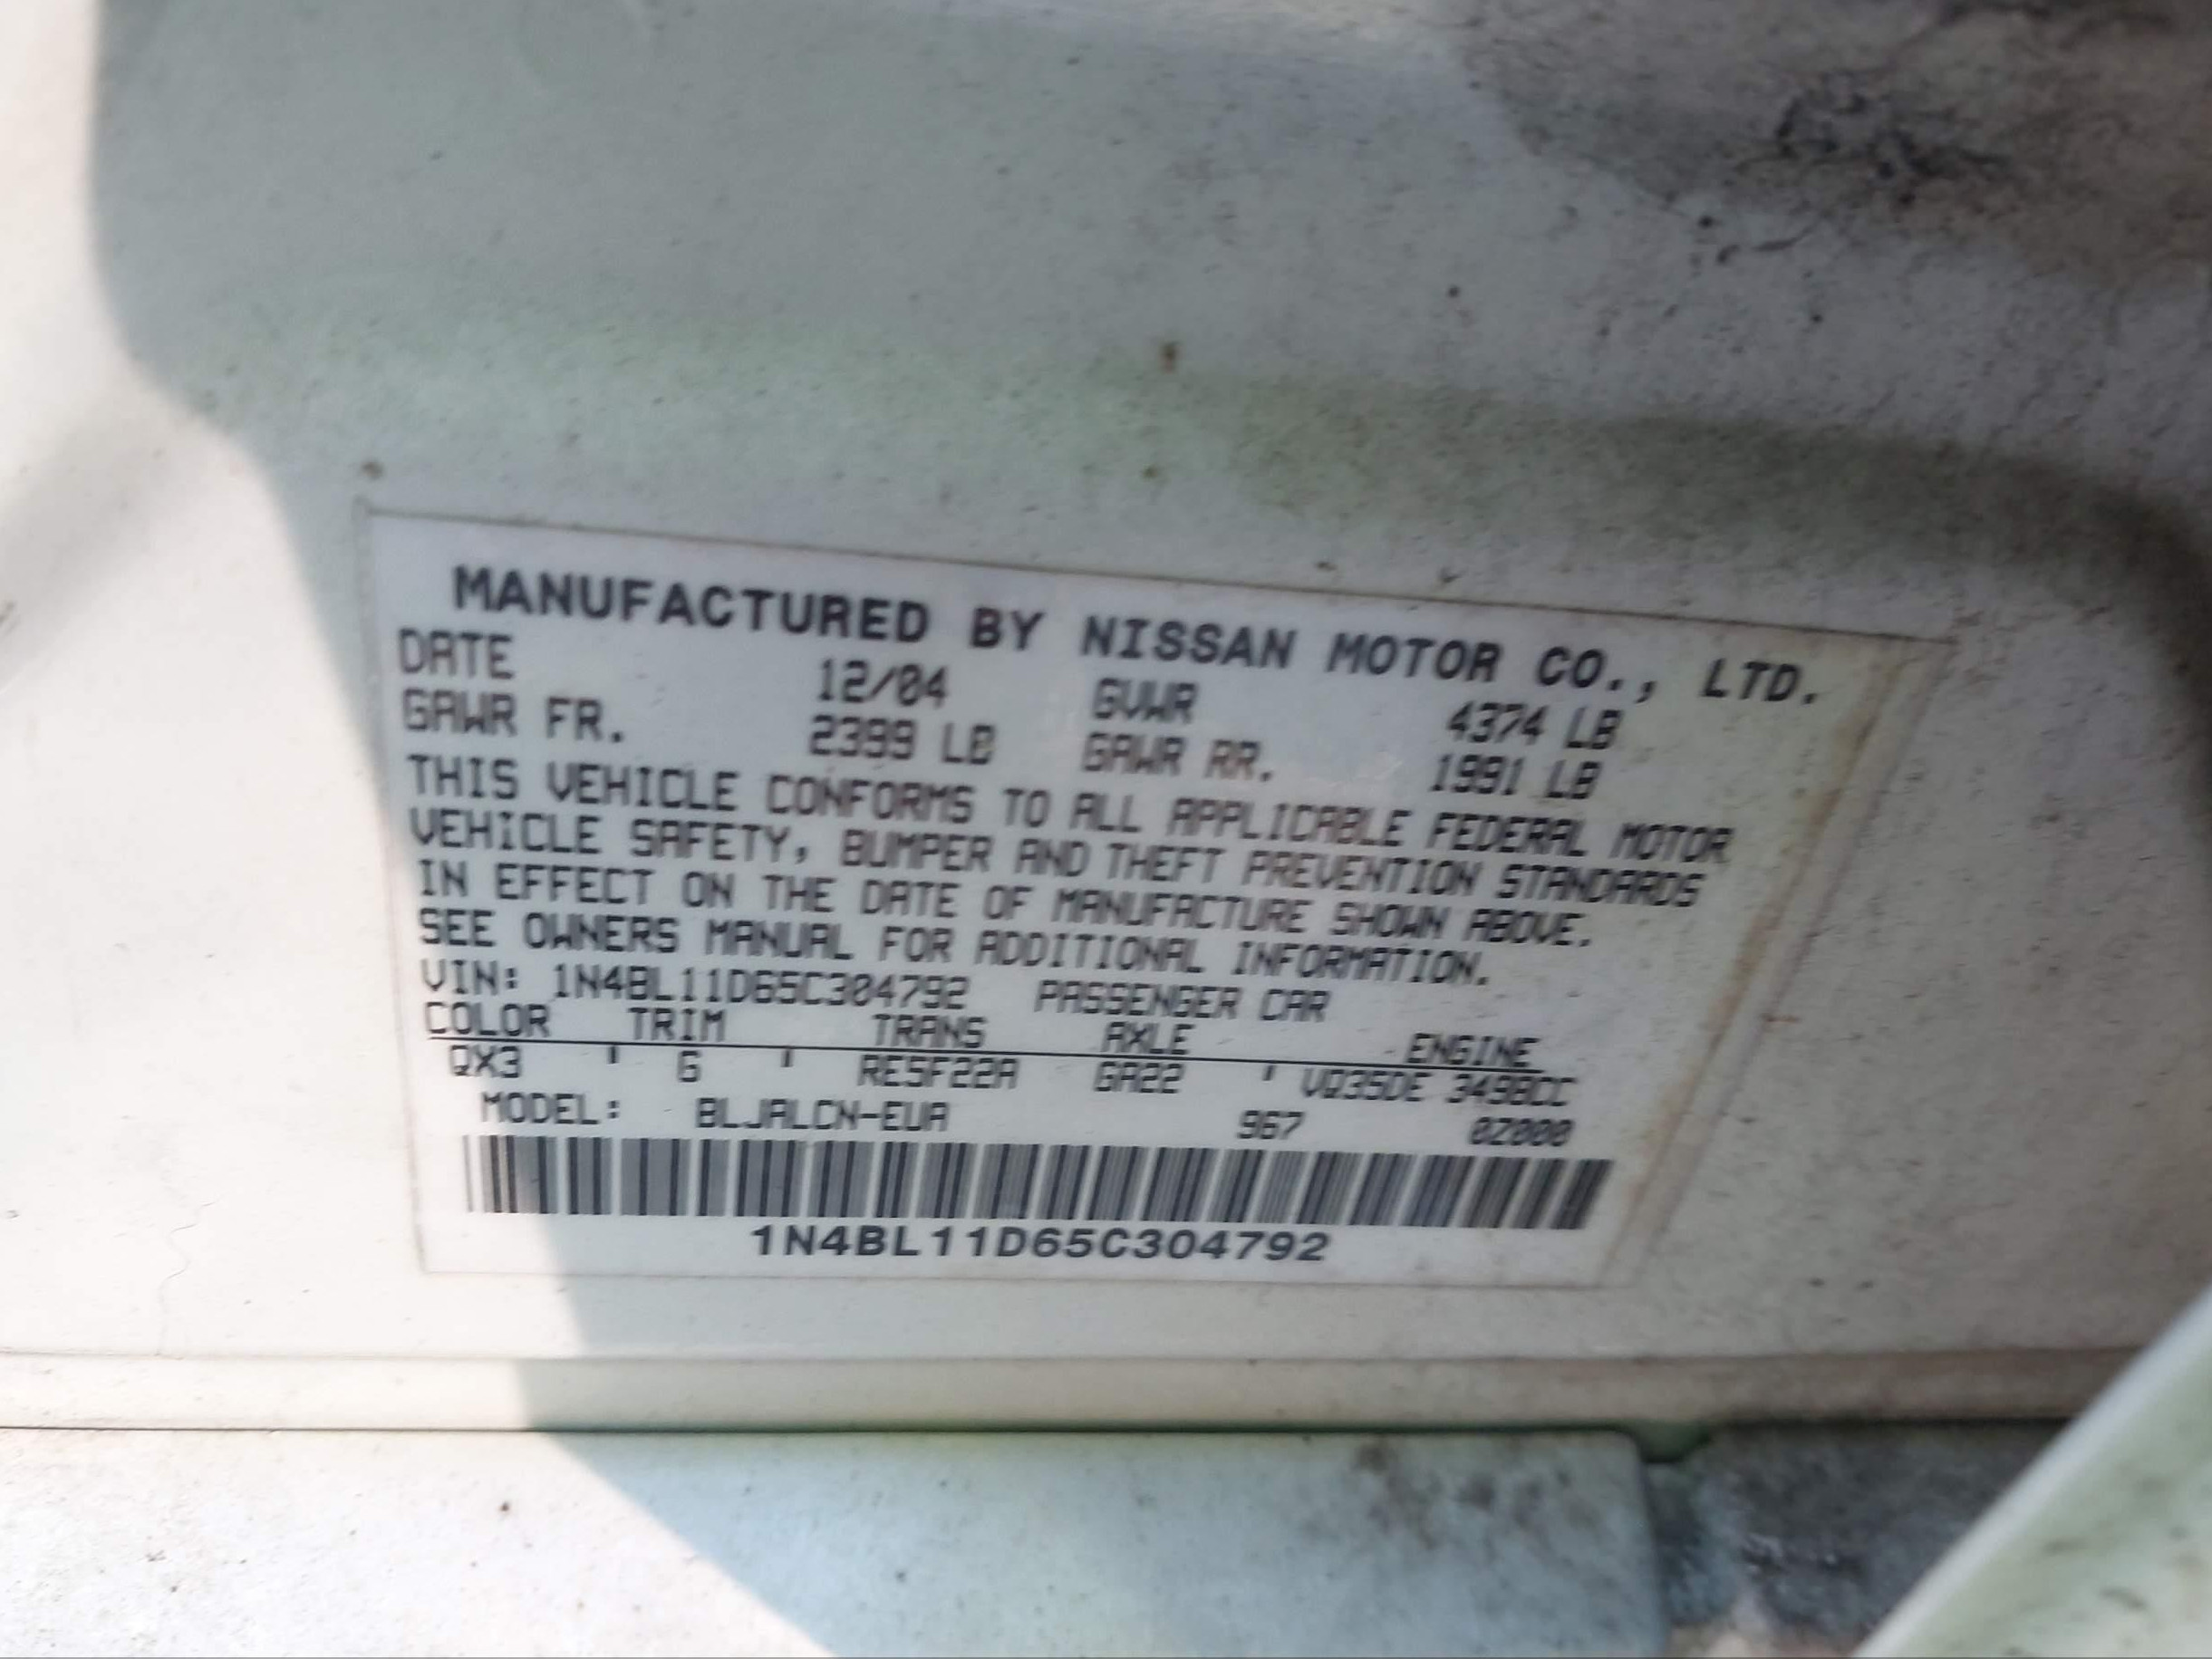 MANUFACTURED BY NISSAN MOTOR CO., LTD.
DATE 12/04 GVWR 4374 LB
GAWR FR. 2399 LB GAWR RR. 1991 LB
THIS VEHICLE CONFORMS TO ALL APPLICABLE FEDERAL MOTOR
VEHICLE SAFETY, BUMPER AND THEFT PREVENTION STANDARDS
IN EFFECT ON THE DATE OF MANUFACTURE SHOWN ABOVE.
SEE OWNERS MANUAL FOR ADDITIONAL INFORMATION.
VIN: 1N4BL11D65C304792 PASSENGER CAR
COLOR TRIM TRANS AXLE ENGINE
QX3 ' G ' RE5F22A GA22 ' VQ35DE 3498CC
MODEL: BLJALCN-EUA 967 0Z000
1N4BL11D65C304792